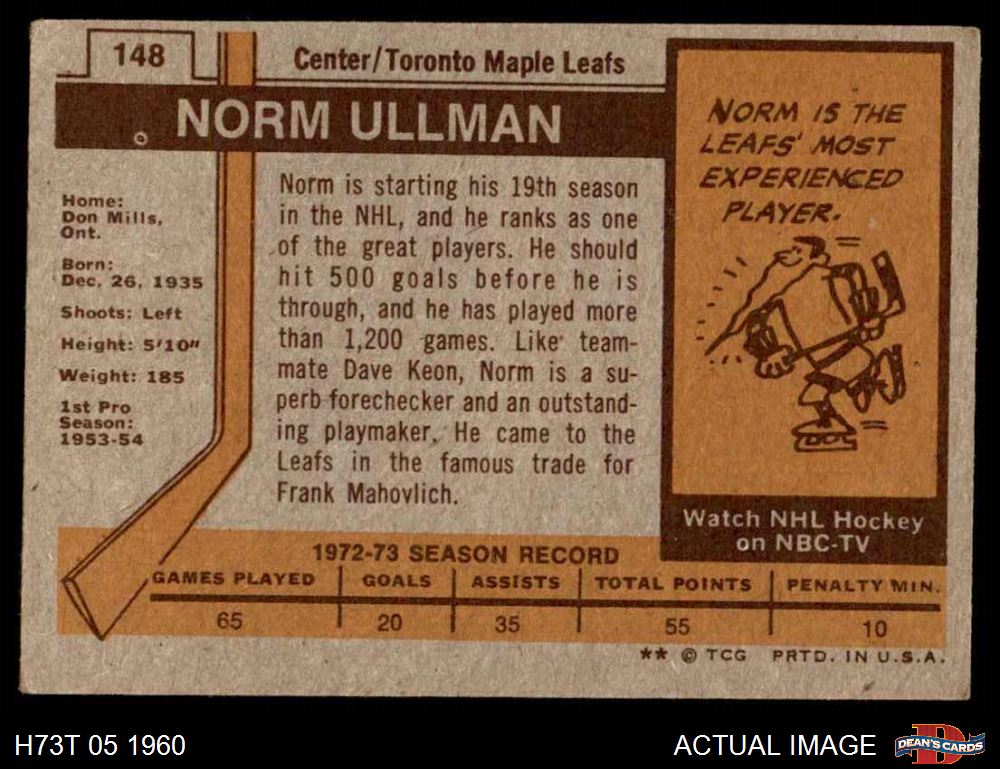 148
Center/Toronto Maple Leafs
NORM ULLMAN
Home:
Don Mills,
Ont.
Born:
Dec. 26, 1935
Shoots: Left
Height: 5'10"
Weight: 185
1st Pro
Season:
1953-54
Norm is starting his 19th season
in the NHL, and he ranks as one
of the great players. He should
hit 500 goals before he is
through, and he has played more
than 1,200 games. Like team-
mate Dave Keon, Norm is a su-
perb forechecker and an outstand-
ing playmaker. He came to the
Leafs in the famous trade for
Frank Mahovlich.
NORM IS THE
LEAFS' MOST
EXPERIENCED
PLAYER.
Watch NHL Hockey
on NBC-TV
1972-73 SEASON RECORD
GAMES PLAYED GOALS ASSISTS TOTAL POINTS PENALTY MIN.
65 20 35 55 10
** © TCG PRTD. IN U.S.A.
H73T 05 1960
ACTUAL IMAGE
D
DEAN'S CARDS